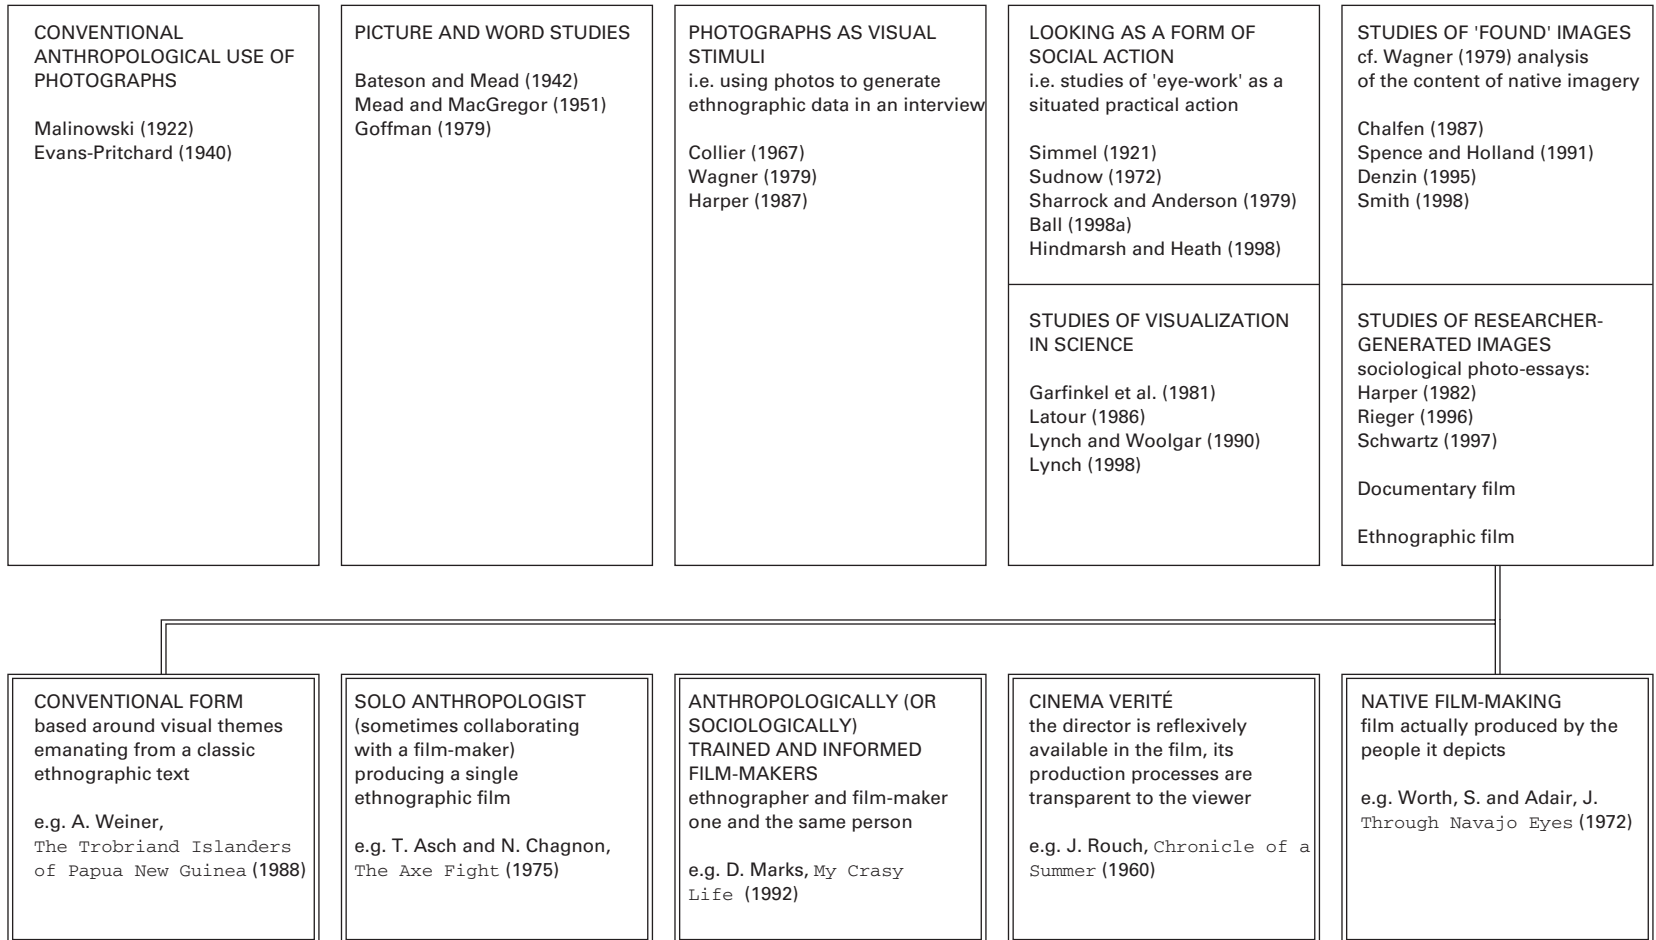 CONVENTIONAL
ANTHROPOLOGICAL USE OF
PHOTOGRAPHS
Malinowski (1922)
Evans-Pritchard (1940)
PICTURE AND WORD STUDIES
Bateson and Mead (1942)
Mead and MacGregor (1951)
Goffman (1979)
PHOTOGRAPHS AS VISUAL
STIMULI
i.e. using photos to generate
ethnographic data in an interview
Collier (1967)
Wagner (1979)
Harper (1987)
LOOKING AS A FORM OF
SOCIAL ACTION
i.e. studies of 'eye-work' as a
situated practical action
Simmel (1921)
Sudnow (1972)
Sharrock and Anderson (1979)
Ball (1998a)
Hindmarsh and Heath (1998)
STUDIES OF VISUALIZATION
IN SCIENCE
Garfinkel et al. (1981)
Latour (1986)
Lynch and Woolgar (1990)
Lynch (1998)
STUDIES OF 'FOUND' IMAGES
cf. Wagner (1979) analysis
of the content of native imagery
Chalfen (1987)
Spence and Holland (1991)
Denzin (1995)
Smith (1998)
STUDIES OF RESEARCHER-
GENERATED IMAGES
sociological photo-essays:
Harper (1982)
Rieger (1996)
Schwartz (1997)
Documentary film
Ethnographic film
CONVENTIONAL FORM
based around visual themes
emanating from a classic
ethnographic text
e.g. A. Weiner,
The Trobriand Islanders
of Papua New Guinea (1988)
SOLO ANTHROPOLOGIST
(sometimes collaborating
with a film-maker)
producing a single
ethnographic film
e.g. T. Asch and N. Chagnon,
The Axe Fight (1975)
ANTHROPOLOGICALLY (OR
SOCIOLOGICALLY)
TRAINED AND INFORMED
FILM-MAKERS
ethnographer and film-maker
one and the same person
e.g. D. Marks, My Crasy
Life (1992)
CINEMA VERITÉ
the director is reflexively
available in the film, its
production processes are
transparent to the viewer
e.g. J. Rouch, Chronicle of a
Summer (1960)
NATIVE FILM-MAKING
film actually produced by the
people it depicts
e.g. Worth, S. and Adair, J.
Through Navajo Eyes (1972)